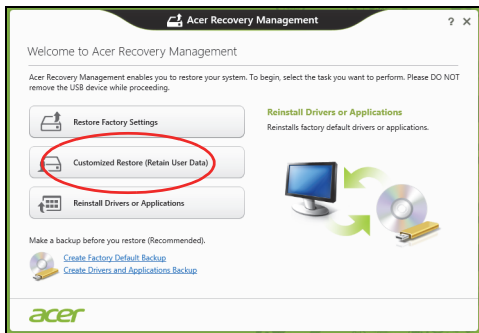 Acer Recovery Management
? ×
Welcome to Acer Recovery Management
Acer Recovery Management enables you to restore your system. To begin, select the task you want to perform. Please DO NOT
remove the USB device while proceeding.
Restore Factory Settings
Customized Restore (Retain User Data)
Reinstall Drivers or Applications
Reinstall Drivers or Applications
Reinstalls factory default drivers or applications.
Make a backup before you restore (Recommended).
Create Factory Default Backup
Create Drivers and Applications Backup
acer